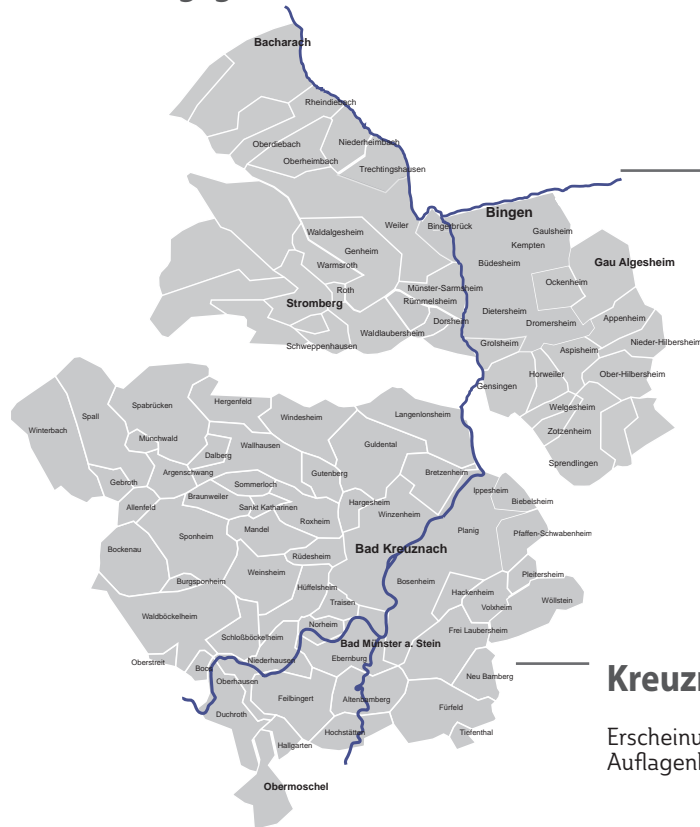 Bacharach
Rheindiebach
Oberdiebach
Niederheimbach
Oberheimbach
Trechtingshausen
Bingen
Weiler
Bingerbrück
Waldalgesheim
Gaulsheim
Kempten
Genheim
Warmsroth
Büdesheim
Gau Algesheim
Ockenheim
Roth
Münster-Sarmsheim
Stromberg
Rümmelsheim
Dietersheim
Dorsheim
Dromersheim
Appenheim
Waldlaubersheim
Schweppenhausen
Grolsheim
Nieder-Hilbersheim
Aspisheim
Horweiler
Ober-Hilbersheim
Gensingen
Welgesheim
Zotzenheim
Sprendlingen
Hergenfeld
Spabrücken
Spall
Windesheim
Langenlonsheim
Winterbach
Münchwald
Wallhausen
Guldental
Dalberg
Argenschwang
Gutenberg
Bretzenheim
Gebroth
Sommerloch
Braunweiler
Ippesheim
Biebelsheim
Allenfeld
Sankt Katharinen
Hargesheim
Winzenheim
Roxheim
Mandel
Sponheim
Planig
Pfaffen-Schwabenheim
Bockenau
Bad Kreuznach
Rüdesheim
Weinsheim
Burgsponheim
Hüffelsheim
Bosenheim
Pleitersheim
Hackenheim
Wöllstein
Traisen
Volxheim
Waldböckelheim
Norheim
Frei Laubersheim
Schloßböckelheim
Bad Münster a. Stein
Oberstreit
Boos
Niederhausen
Ebernburg
Oberhausen
Neu Bamberg
Kreuz
Feilbingert
Altenbamberg
Fürfeld
Duchroth
Hochstätten
Tiefenthal
Hallgarten
Erscheinu
Auflagen
Obermoschel